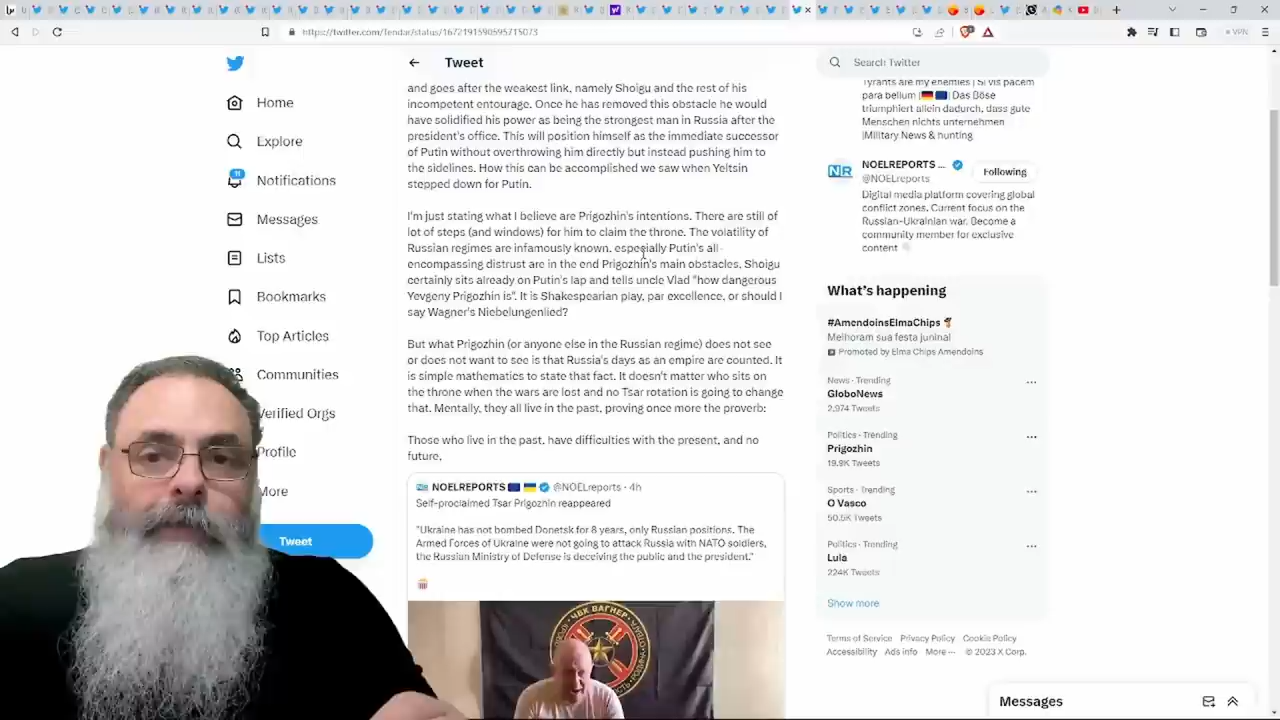 https://twitter.com/Tendar/status/1672191590595715073
VPN
Home
Explore
11
Notifications
Messages
Lists
Bookmarks
Top Articles
Communities
Verified Orgs
Profile
More
Tweet
Tweet
and goes after the weakest link, namely Shoigu and the rest of his
incompetent entourage. Once he has removed this obstacle he would
have solidified his power as being the strongest man in Russia after the
president's office. This will position himself as the immediate successor
of Putin without overthrowing him directly but instead pushing him to
the sidelines. How this can be accomplished we saw when Yeltsin
stepped down for Putin.
I'm just stating what I believe are Prigozhin's intentions. There are still of
lot of steps (and windows) for him to claim the throne. The volatility of
Russian regimes are infamously known, especially Putin's all-
encompassing distrust are in the end Prigozhin's main obstacles. Shoigu
certainly sits already on Putin's lap and tells uncle Vlad "how dangerous
Yevgeny Prigozhin is". It is Shakespearian play, par excellence, or should I
say Wagner's Niebelungenlied?
But what Prigozhin (or anyone else in the Russian regime) does not see
or does not want to see is that Russia's days as an empire are counted. It
is simple mathematics to state that fact. It doesn't matter who sits on
the throne when the wars are lost and no Tsar rotation is going to change
that. Mentally, they all live in the past, proving once more the proverb:
Those who live in the past, have difficulties with the present, and no
future.
NOELREPORTS @NOELreports · 4h
Self-proclaimed Tsar Prigozhin reappeared
"Ukraine has not bombed Donetsk for 8 years, only Russian positions. The
Armed Forces of Ukraine were not going to attack Russia with NATO soldiers,
the Russian Ministry of Defense is deceiving the public and the president."
ЧВК ВАГНЕР
Search Twitter
Tyrants are my enemies | Si vis pacem
para bellum | Das Böse
triumphiert allein dadurch, dass gute
Menschen nichts unternehmen
|Military News & hunting
NR
NOELREPORTS ...
@NOELreports
Following
Digital media platform covering global
conflict zones. Current focus on the
Russian-Ukrainian war. Become a
community member for exclusive
content
What's happening
#AmendoinsElmaChips
Melhoram sua festa junina!
Promoted by Elma Chips Amendoins
News · Trending
GloboNews
2,974 Tweets
Politics · Trending
Prigozhin
19.9K Tweets
Sports · Trending
O Vasco
50.5K Tweets
Politics · Trending
Lula
224K Tweets
Show more
Terms of Service Privacy Policy Cookie Policy
Accessibility Ads info More ... © 2023 X Corp.
Messages